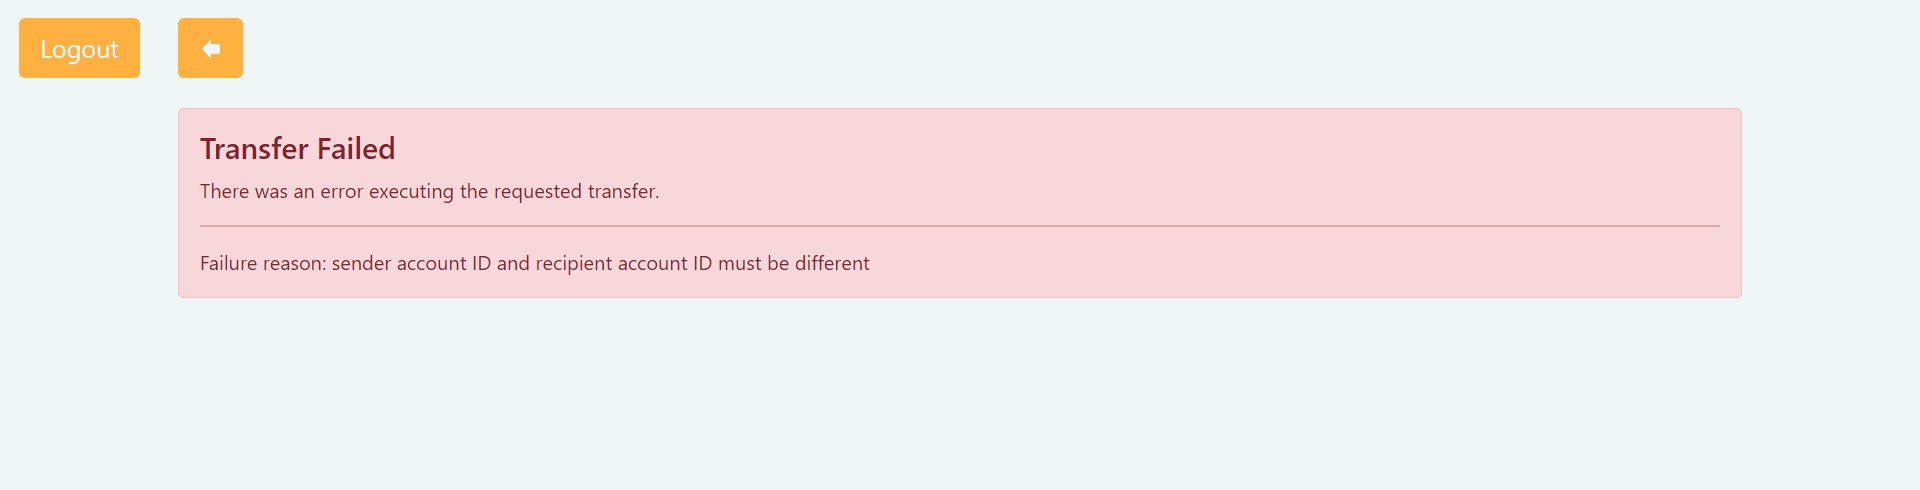 Logout
Transfer Failed
There was an error executing the requested transfer.
Failure reason: sender account ID and recipient account ID must be different